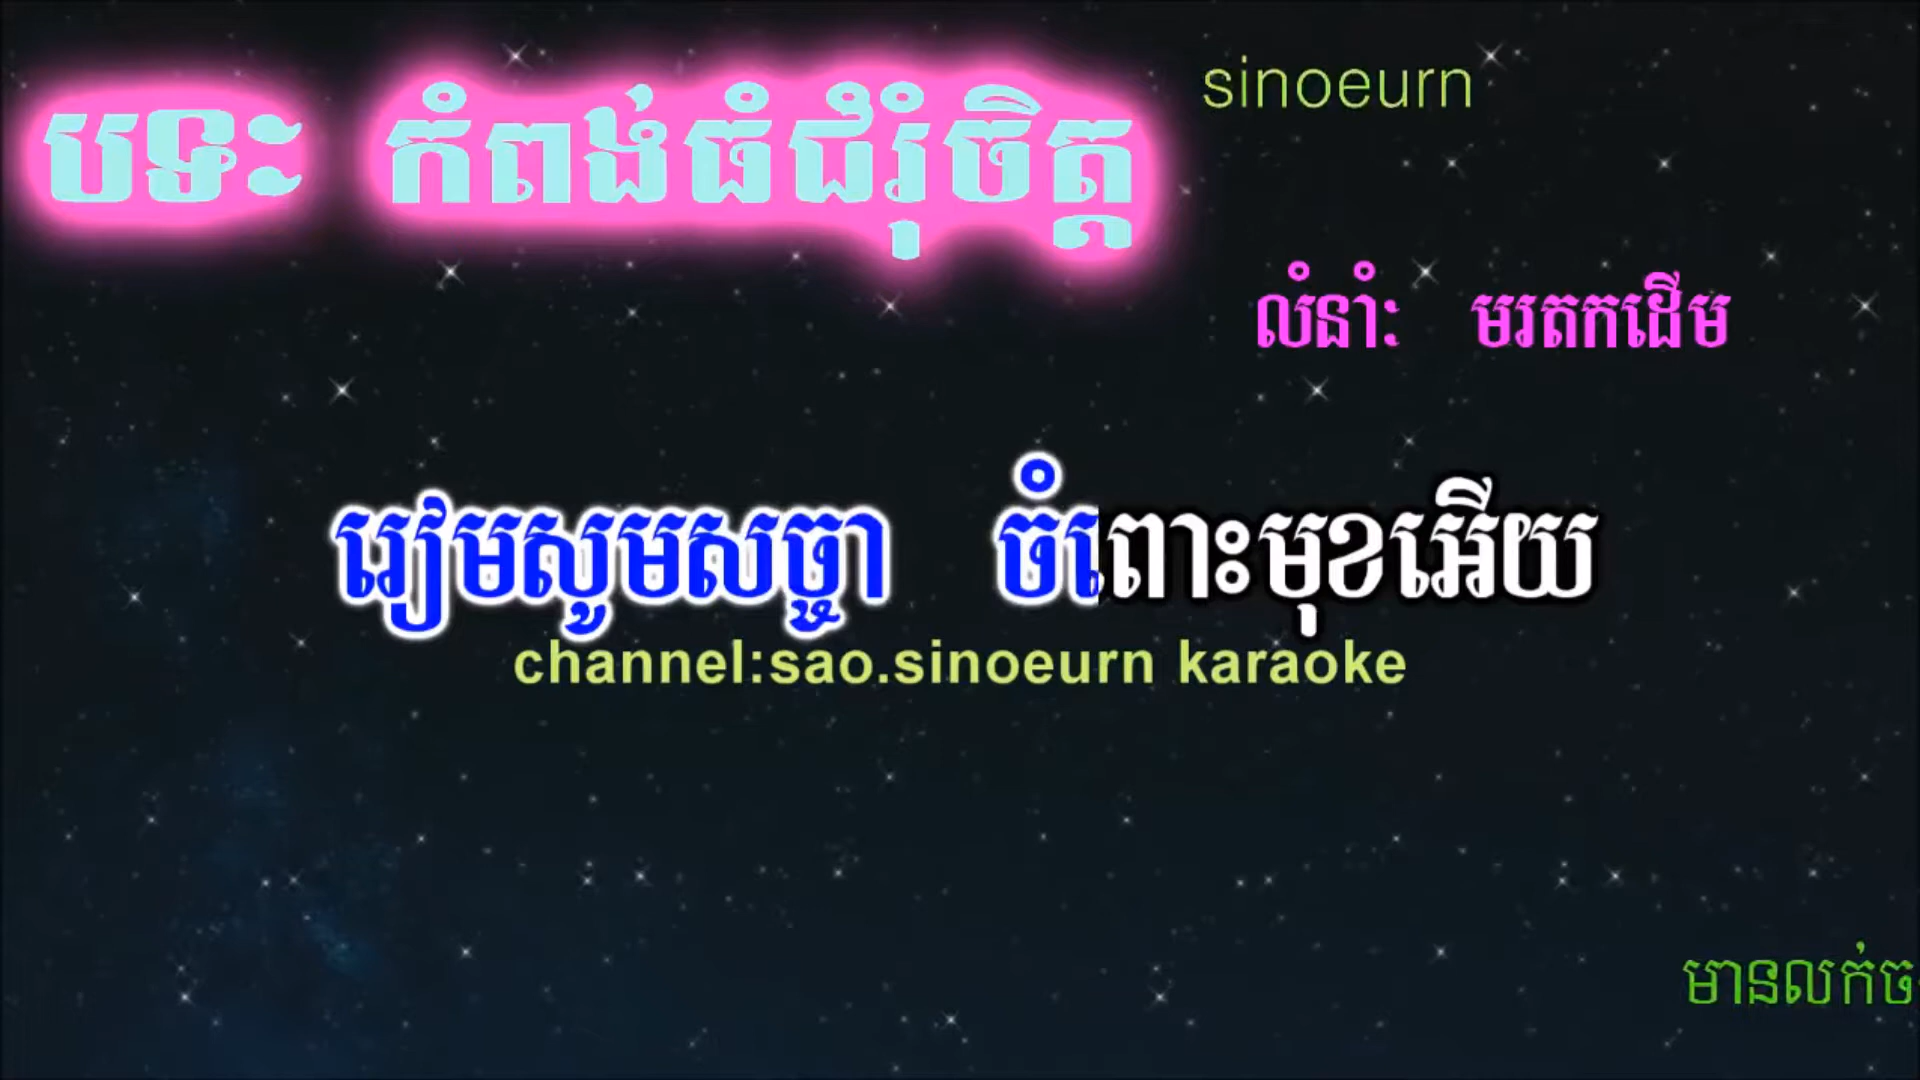 បទះ កំពង់ធំជំរុំចិត្ត
sinoeurn
លំនាំះ មរតកដើម
រៀមសូមសច្ចា ចំពោះមុខអើយ
channel:sao.sinoeurn karaoke
មានលក់ច